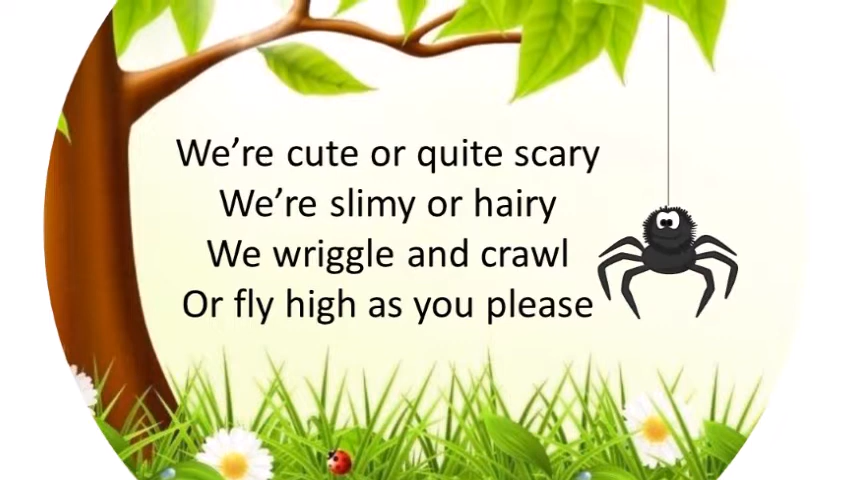 We’re cute or quite scary
We’re slimy or hairy
We wriggle and crawl
Or fly high as you please